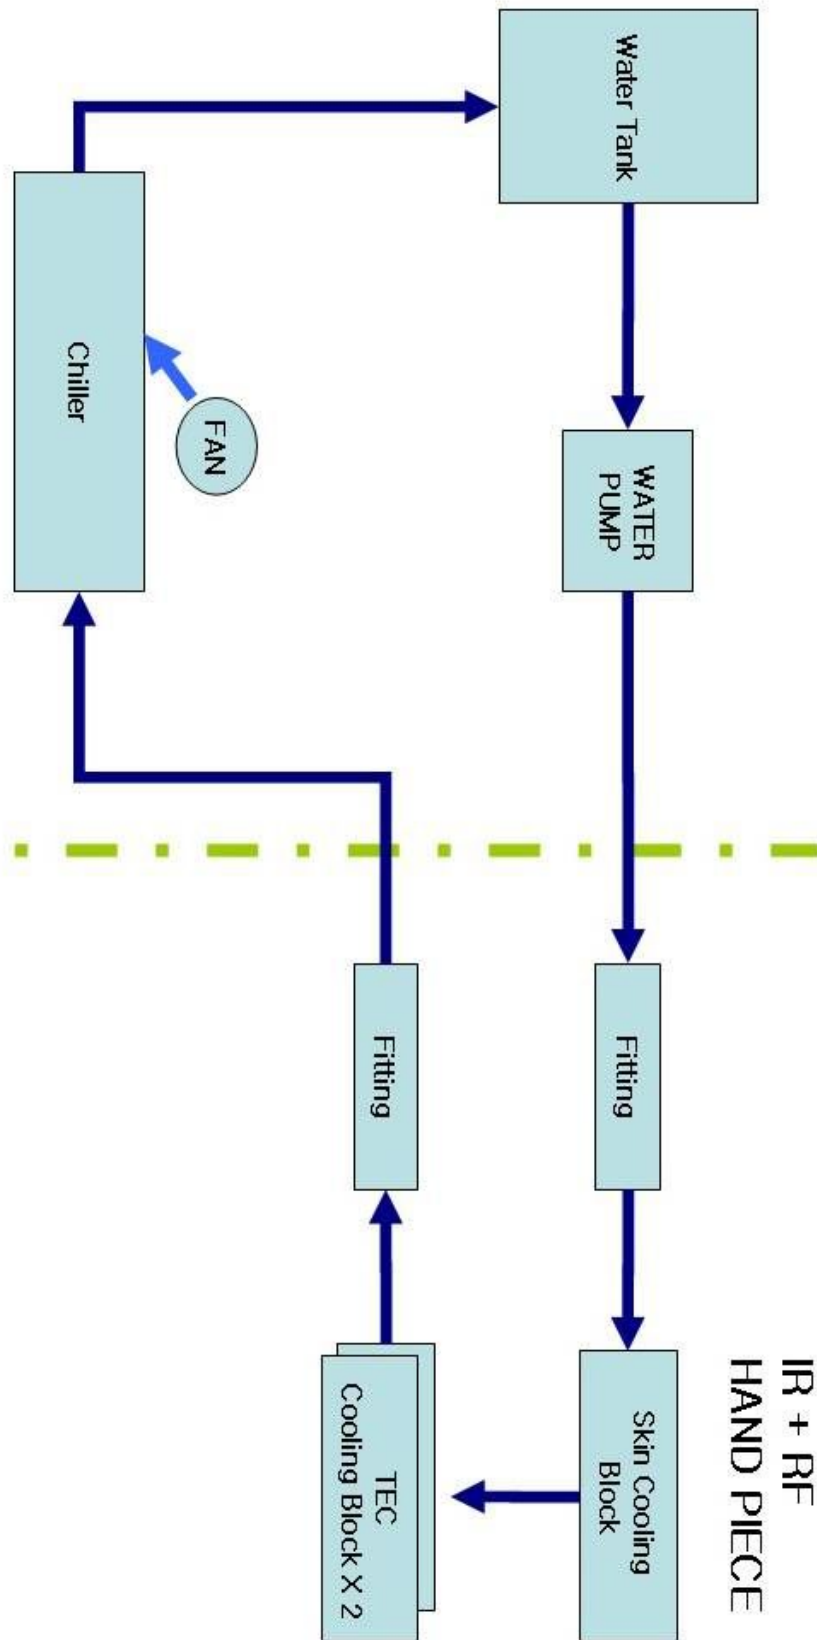 IR + RF
HAND PIECE
Water Tank
WATER
PUMP
Fitting
Skin Cooling
Block
FAN
Chiller
Fitting
TEC
Cooling Block X 2